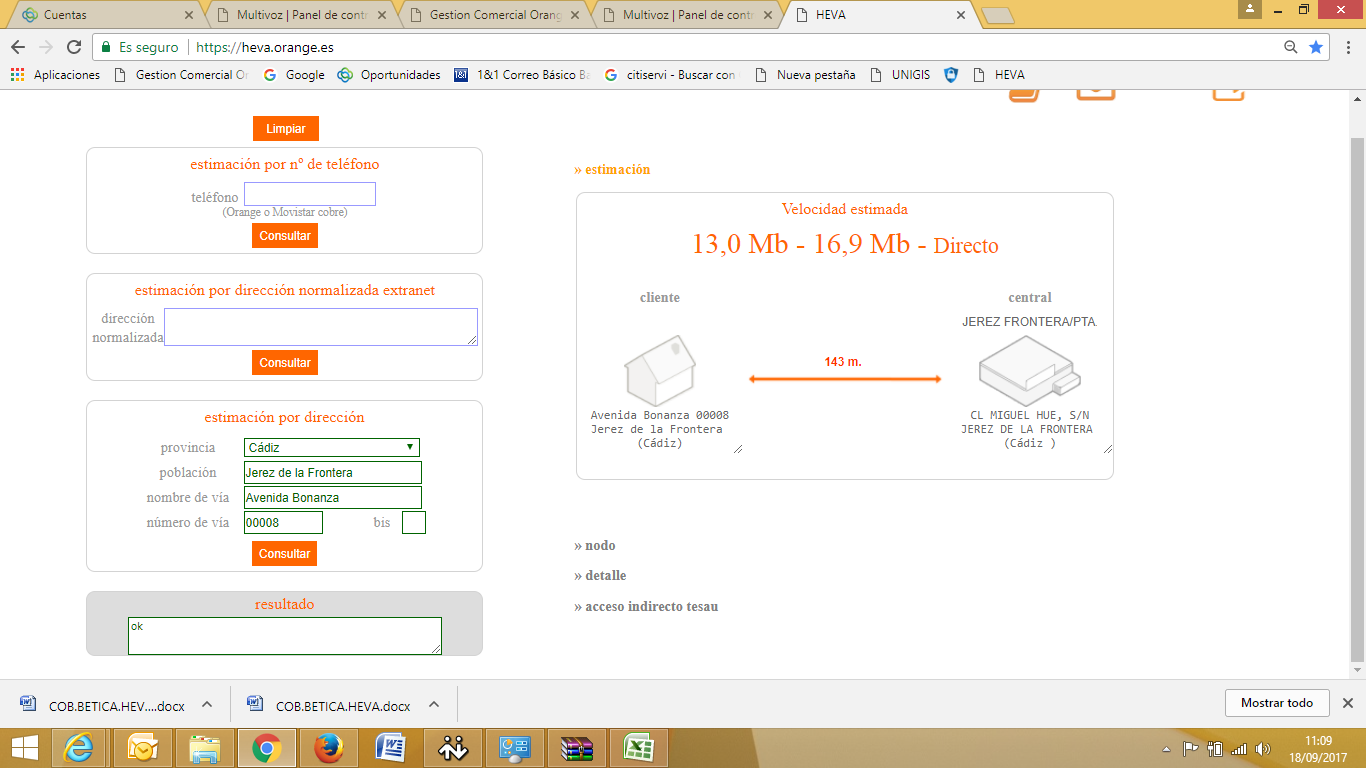 Cuentas
Multivoz | Panel de contr
Gestion Comercial Orang
Multivoz | Panel de contr
HEVA
Es seguro
https://heva.orange.es
Aplicaciones
Gestion Comercial Or
Google
Oportunidades
1&1
1&1 Correo Básico Ba
citiservi - Buscar con
Nueva pestaña
UNIGIS
HEVA
Limpiar
estimación por nº de teléfono
teléfono
(Orange o Movistar cobre)
Consultar
estimación por dirección normalizada extranet
dirección
normalizada
Consultar
estimación por dirección
provincia Cádiz
población Jerez de la Frontera
nombre de vía Avenida Bonanza
número de vía 00008 bis
Consultar
resultado
ok
» estimación
Velocidad estimada
13,0 Mb - 16,9 Mb - Directo
cliente
central
JEREZ FRONTERA/PTA
143 m.
Avenida Bonanza 00008
Jerez de la Frontera
(Cádiz)
CL MIGUEL HUE, S/N
JEREZ DE LA FRONTERA
(Cádiz )
» nodo
» detalle
» acceso indirecto tesau
COB.BETICA.HEV....docx
COB.BETICA.HEVA.docx
Mostrar todo
11:09
18/09/2017